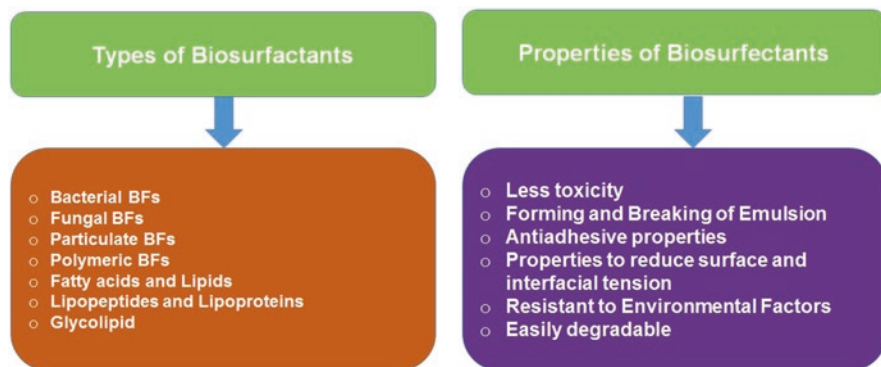 Types of Biosurfactants
Bacterial BFs
Fungal BFs
Particulate BFs
Polymeric BFs
Fatty acids and Lipids
Lipopeptides and Lipoproteins
Glycolipid
Properties of Biosurfectants
Less toxicity
Forming and Breaking of Emulsion
Antiadhesive properties
Properties to reduce surface and
interfacial tension
Resistant to Environmental Factors
Easily degradable